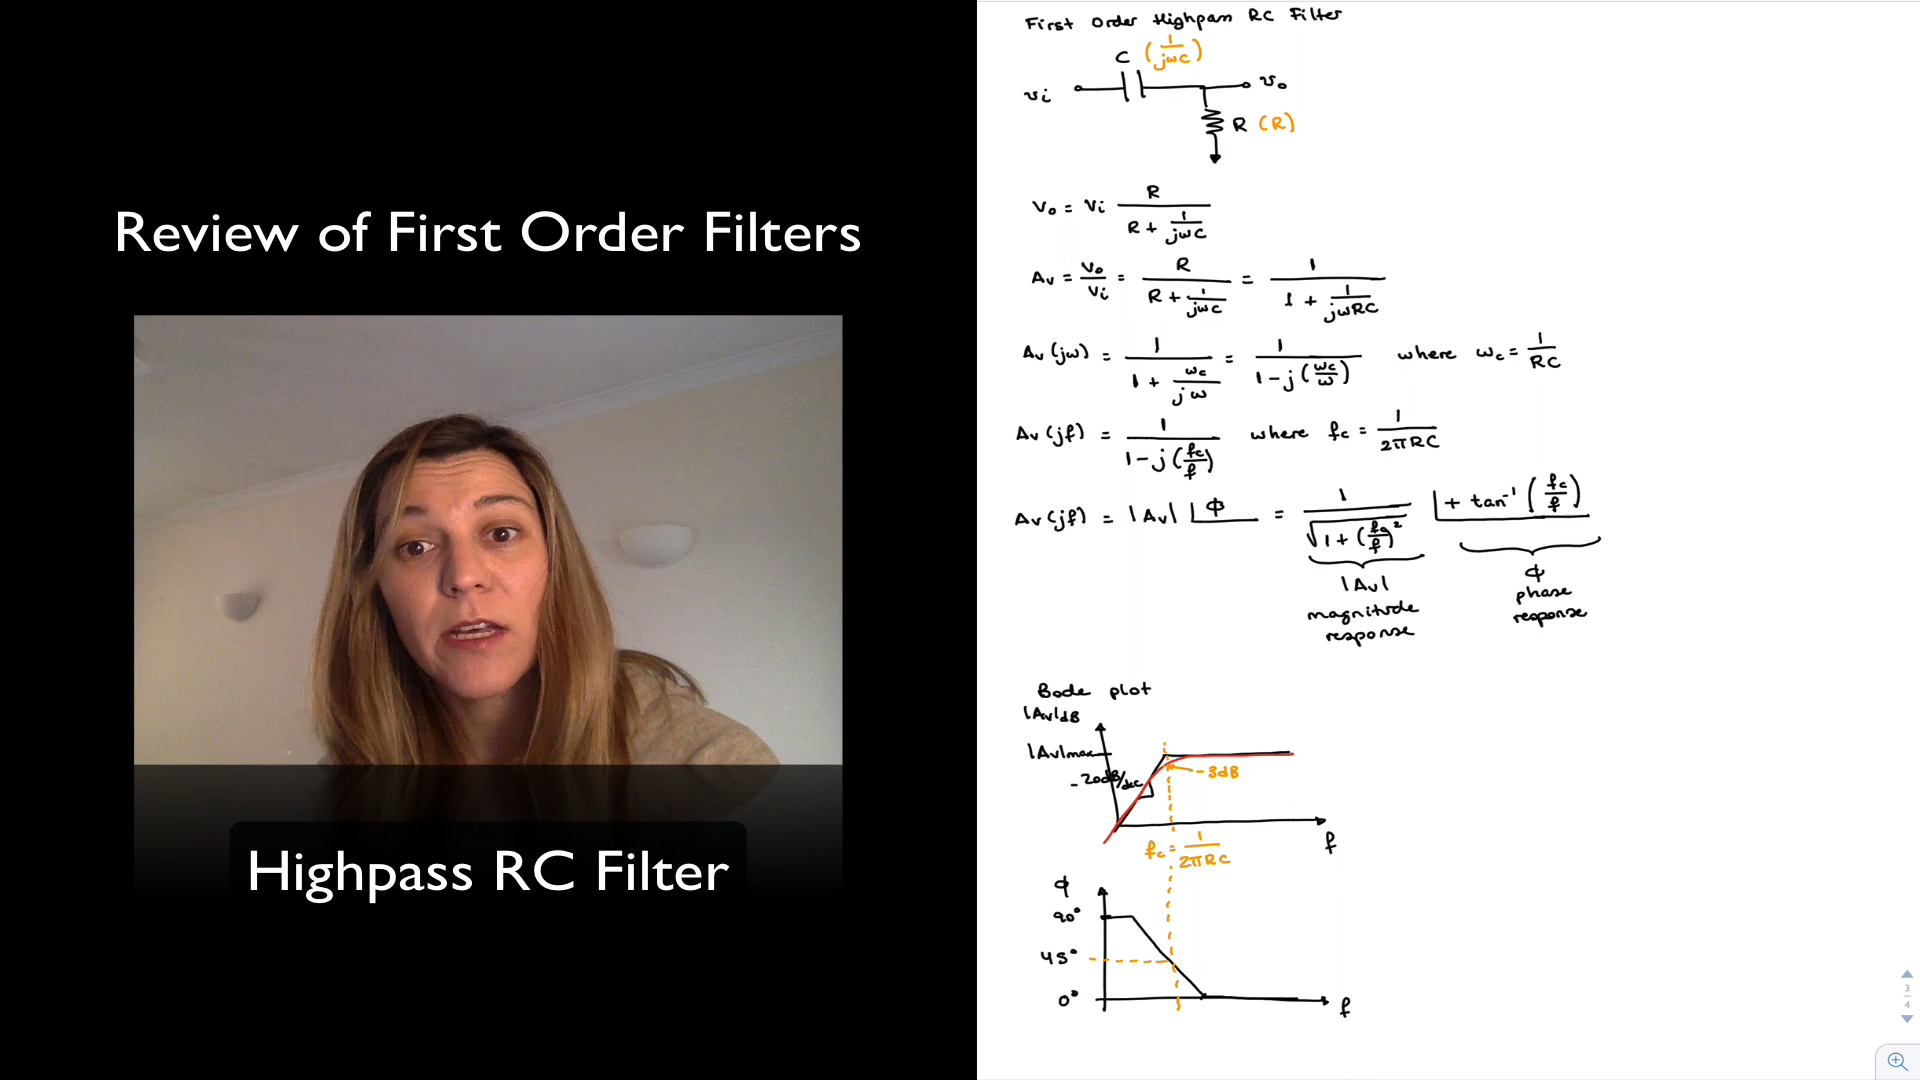 Review of First Order Filters
Highpass RC Filter
First Order Highpass RC Filter
C (1/jωC)
vi
vo
R (R)
Vo = Vi R / (R + 1/jωC)
Av = Vo/Vi = R / (R + 1/jωC) = 1 / (1 + 1/jωRC)
Av(jω) = 1 / (1 + ωc/jω) = 1 / (1 - j(ωc/ω)) where ωc = 1/RC
Av(jf) = 1 / (1 - j(fc/f)) where fc = 1/2πRC
Av(jf) = |Av| ∠Φ = 1 / √(1 + (fc/f)²) ∠+ tan⁻¹(fc/f)
|Av|
magnitude
response
Φ
phase
response
Bode plot
|Av|dB
|Av|max
-20dB/dec
-3dB
f
fc = 1/2πRC
Φ
90°
45°
0°
f
3
4